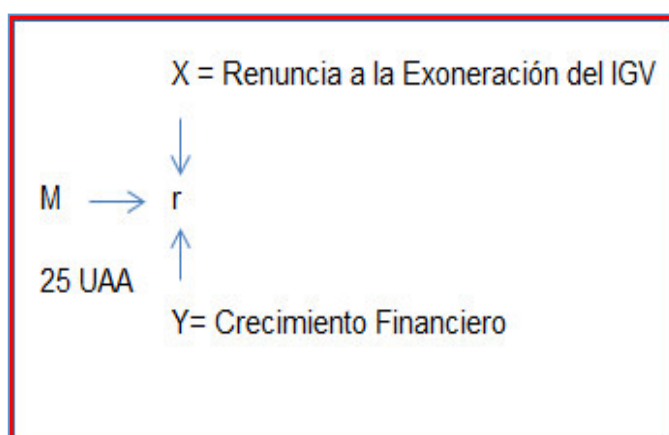 X = Renuncia a la Exoneración del IGV
M r
25 UAA
Y= Crecimiento Financiero